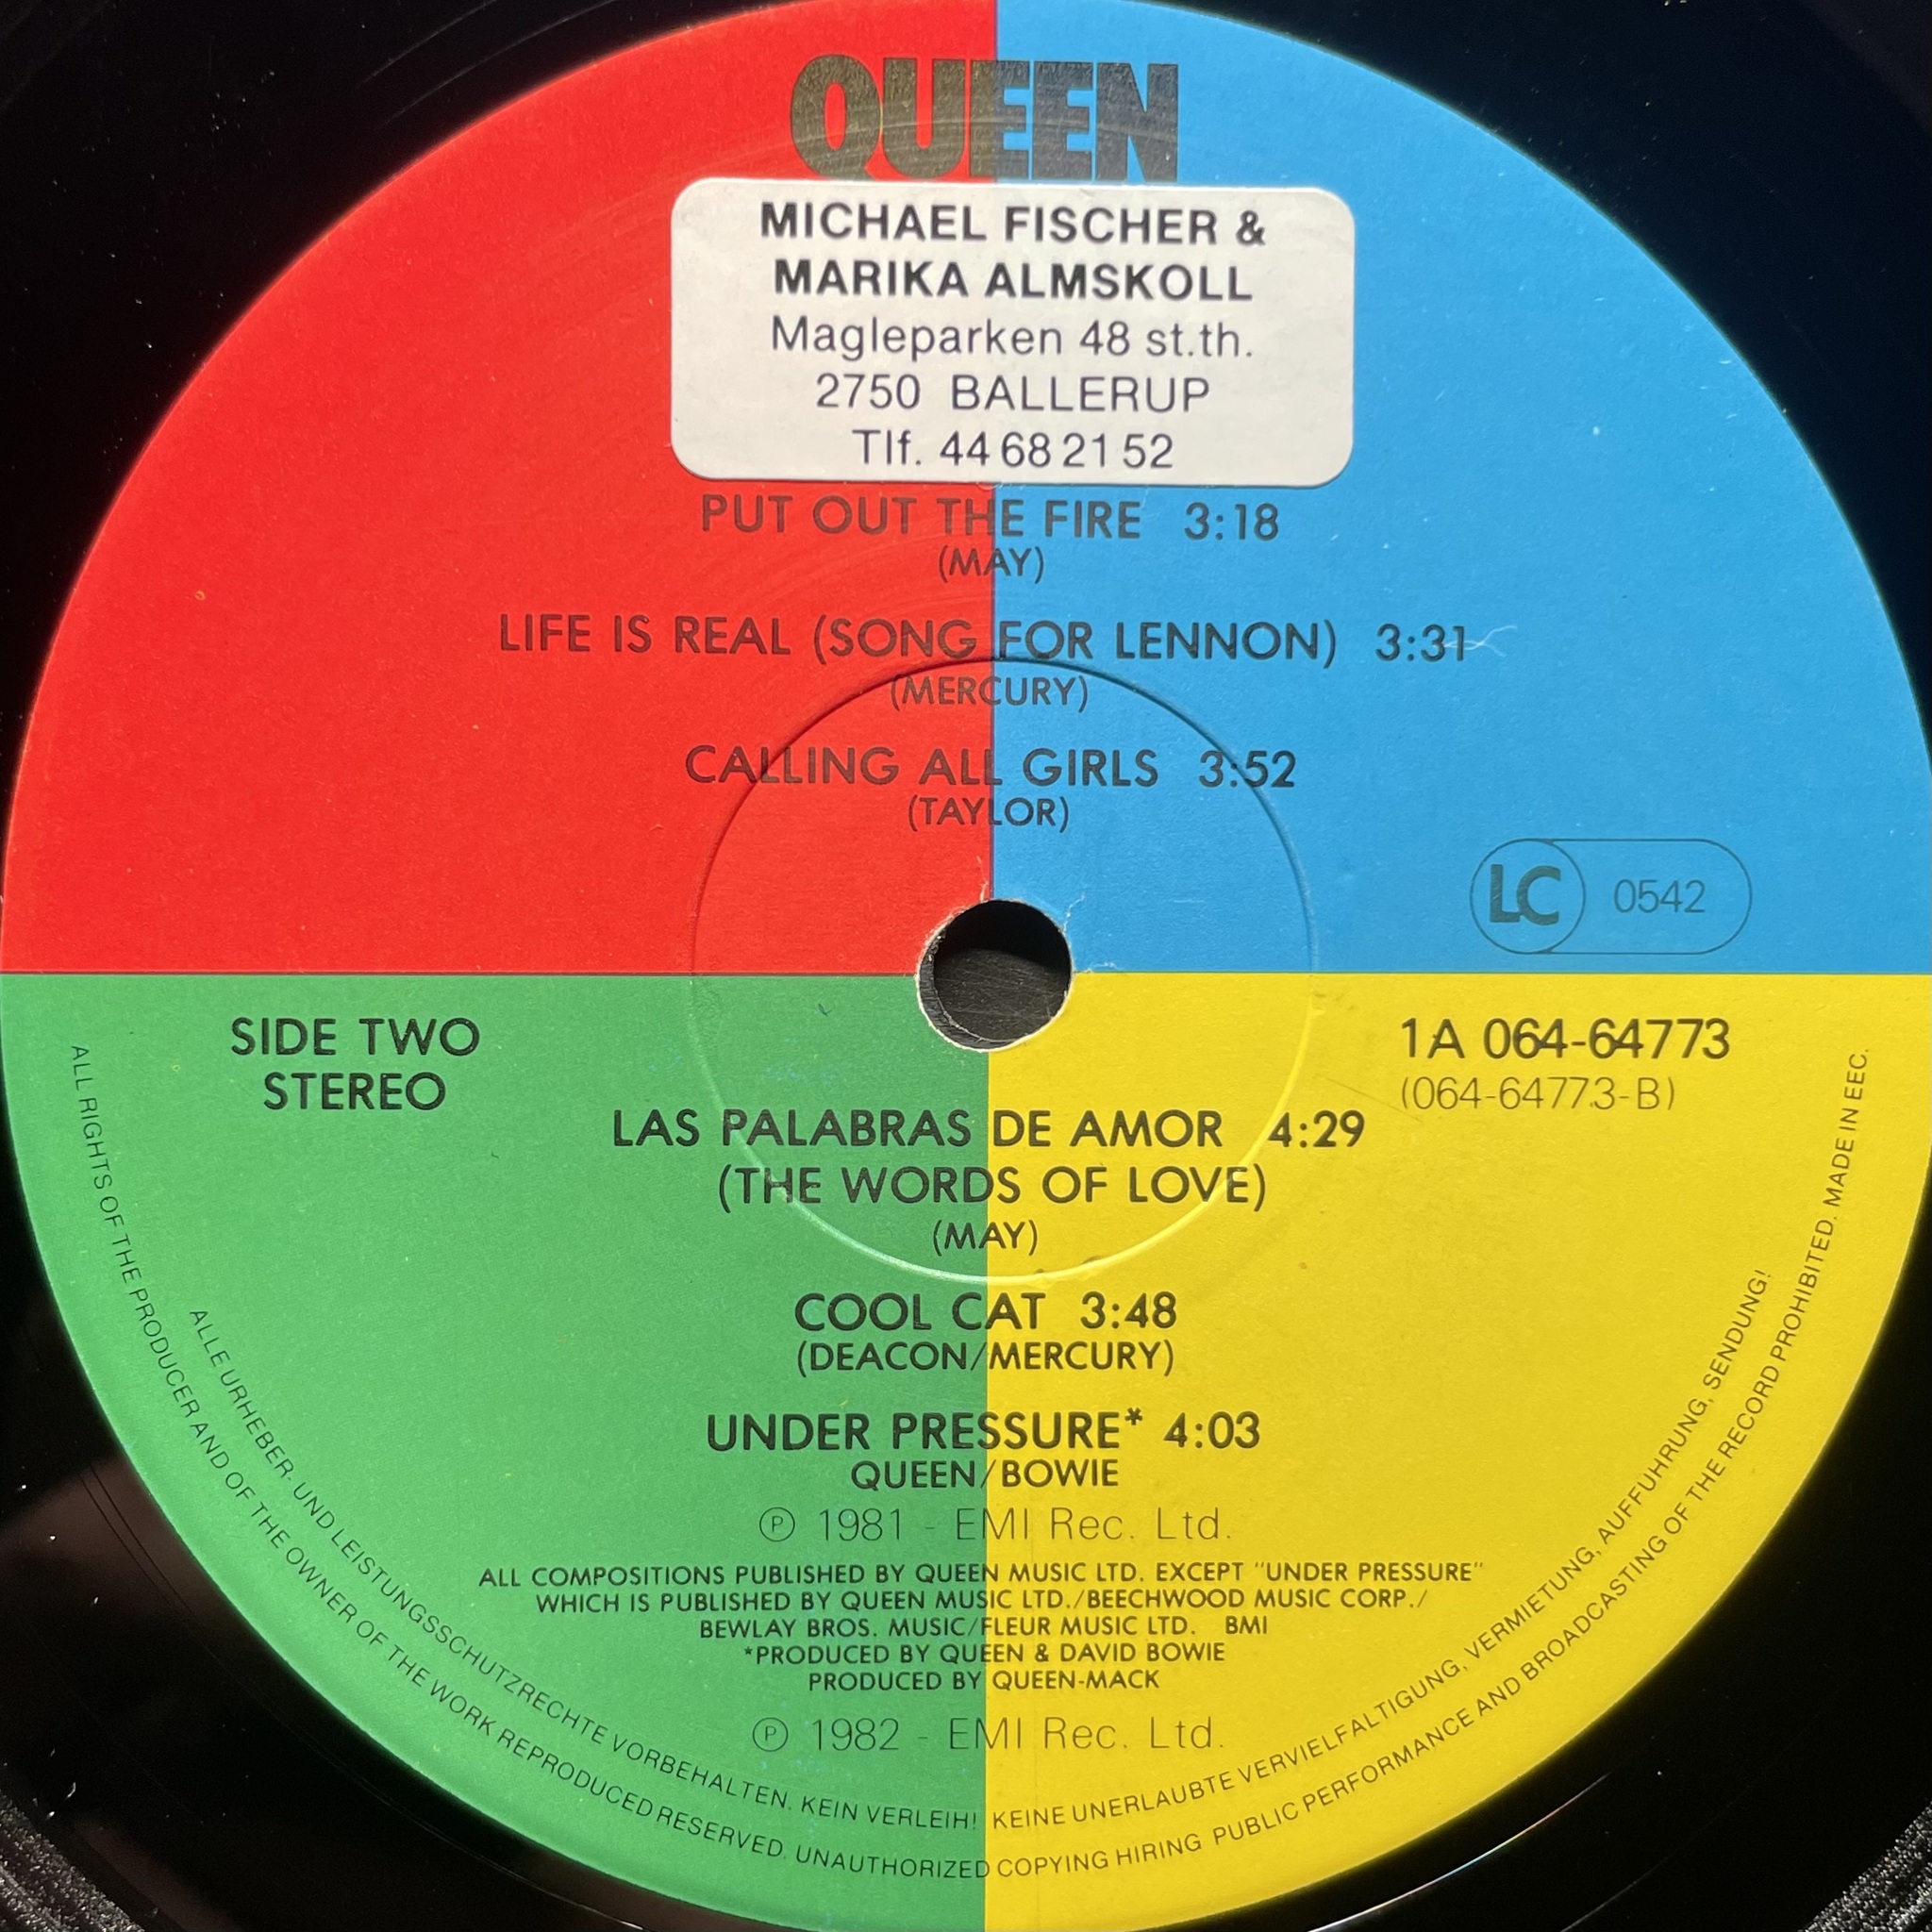 QUEEN
MICHAEL FISCHER &
MARIKA ALMSKOLL
Magleparken 48 st.th.
2750 BALLERUP
Tlf. 44 68 21 52
PUT OUT THE FIRE 3:18
(MAY)
LIFE IS REAL (SONG FOR LENNON) 3:31
(MERCURY)
CALLING ALL GIRLS 3:52
(TAYLOR)
LC 0542
SIDE TWO
STEREO
1A 064-64773
(064-64773-B)
LAS PALABRAS DE AMOR 4:29
(THE WORDS OF LOVE)
(MAY)
COOL CAT 3:48
(DEACON/MERCURY)
UNDER PRESSURE* 4:03
QUEEN/BOWIE
Ⓟ 1981 - EMI Rec. Ltd.
ALL COMPOSITIONS PUBLISHED BY QUEEN MUSIC LTD. EXCEPT "UNDER PRESSURE"
WHICH IS PUBLISHED BY QUEEN MUSIC LTD./BEECHWOOD MUSIC CORP./
BEWLAY BROS. MUSIC/FLEUR MUSIC LTD. BMI
*PRODUCED BY QUEEN & DAVID BOWIE
PRODUCED BY QUEEN-MACK
Ⓟ 1982 - EMI Rec. Ltd.
ALLE URHEBER- UND LEISTUNGSSCHUTZRECHTE VORBEHALTEN. KEIN VERLEIH! KEINE UNERLAUBTE VERVIELFALTIGUNG, VERMIETUNG, AUFFUHRUNG, SENDUNG!
ALL RIGHTS OF THE PRODUCER AND OF THE OWNER OF THE WORK REPRODUCED RESERVED. UNAUTHORIZED COPYING HIRING PUBLIC PERFORMANCE AND BROADCASTING OF THE RECORD PROHIBITED. MADE IN EEC.